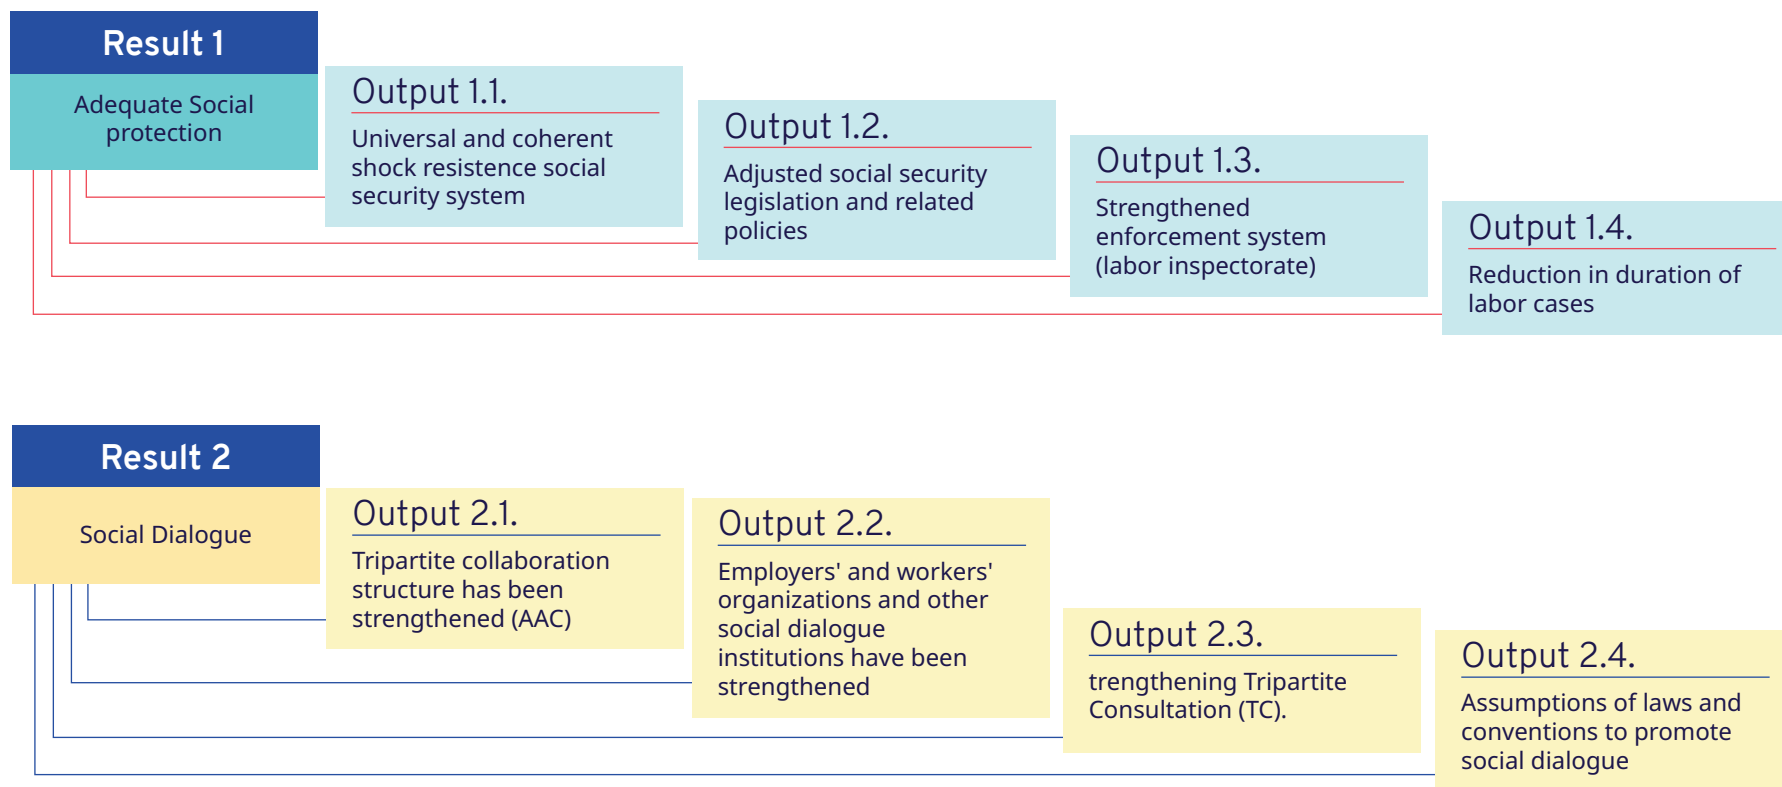 Result 1
Adequate Social
protection
Output 1.1.
Universal and coherent
shock resistence social
security system
Output 1.2.
Adjusted social security
legislation and related
policies
Output 1.3.
Strengthened
enforcement system
(labor inspectorate)
Output 1.4.
Reduction in duration of
labor cases
Result 2
Social Dialogue
Output 2.1.
Tripartite collaboration
structure has been
strengthened (AAC)
Output 2.2.
Employers' and workers'
organizations and other
social dialogue
institutions have been
strengthened
Output 2.3.
trengthening Tripartite
Consultation (TC).
Output 2.4.
Assumptions of laws and
conventions to promote
social dialogue